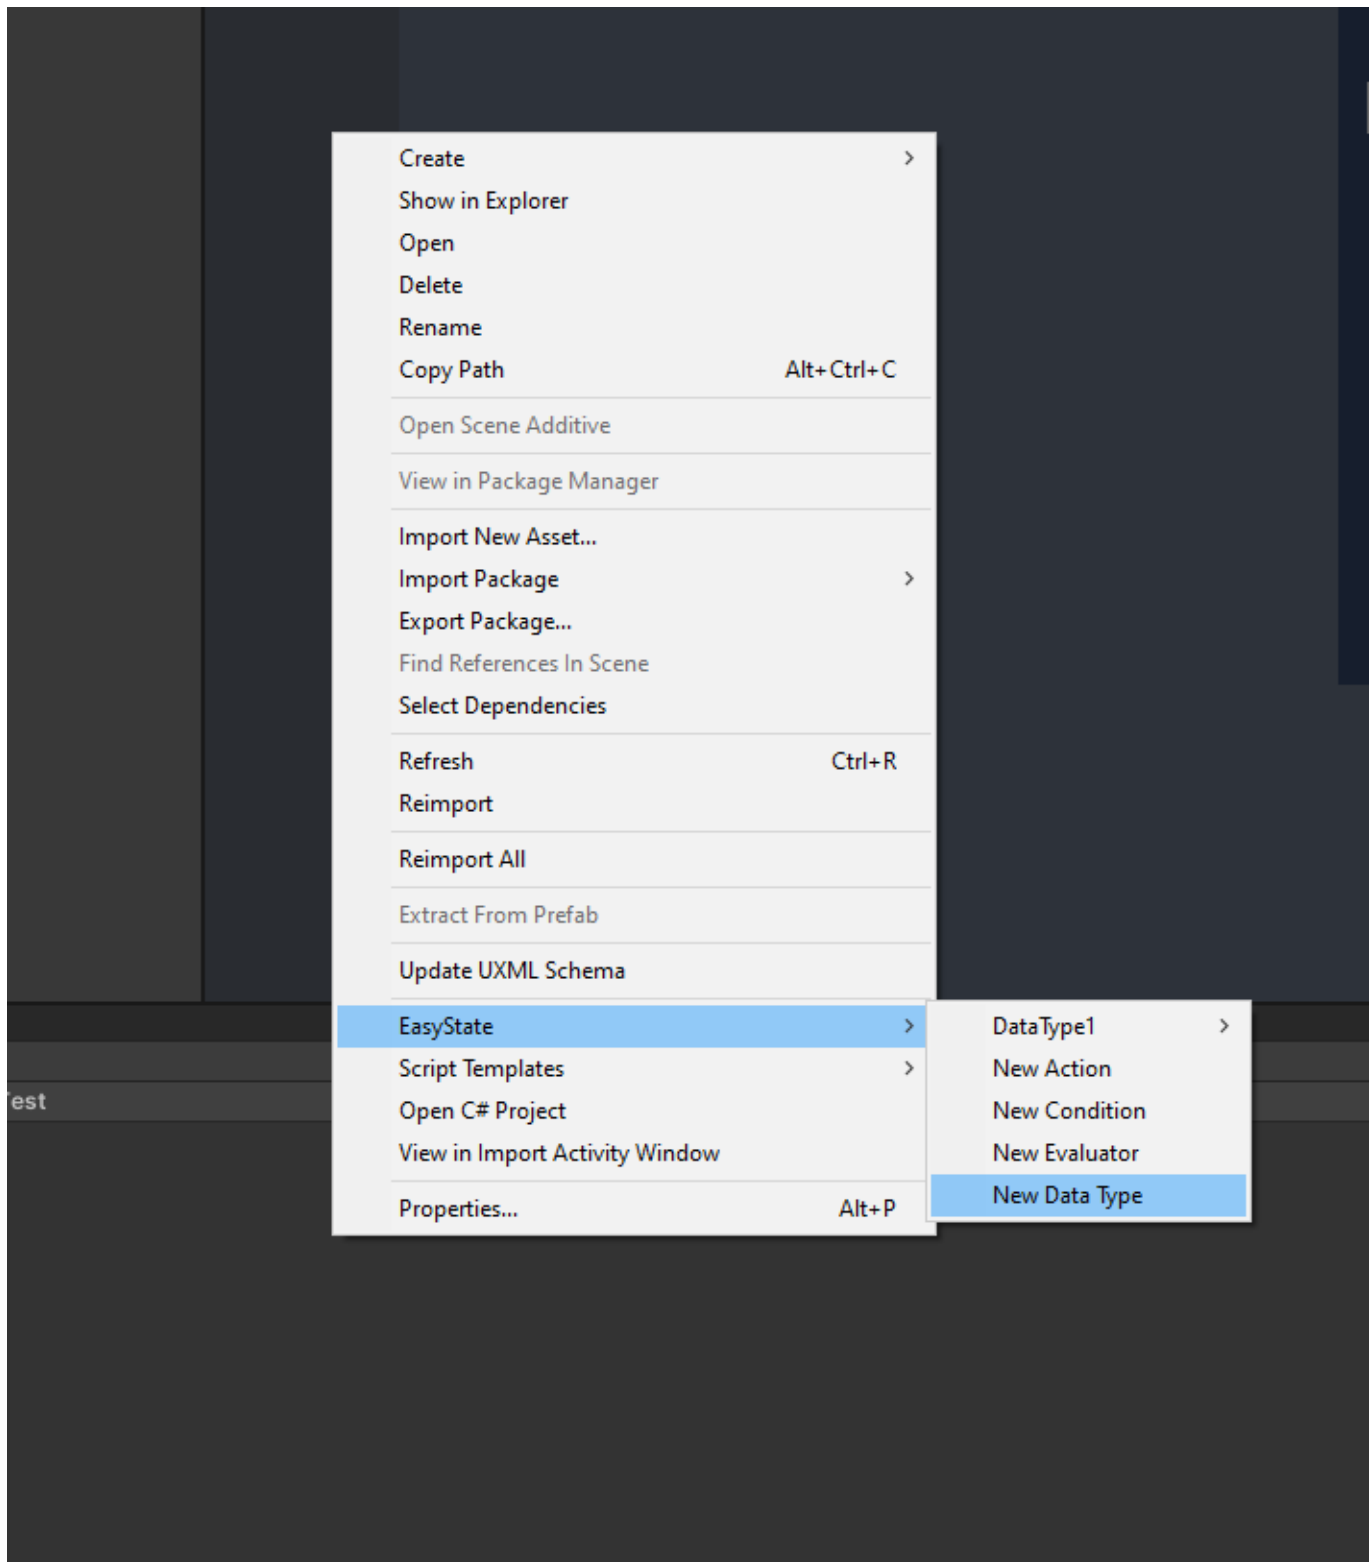 Create
Show in Explorer
Open
Delete
Rename
Copy Path Alt+Ctrl+C
Open Scene Additive
View in Package Manager
Import New Asset...
Import Package
Export Package...
Find References In Scene
Select Dependencies
Refresh Ctrl+R
Reimport
Reimport All
Extract From Prefab
Update UXML Schema
EasyState
Script Templates
Open C# Project
View in Import Activity Window
Properties... Alt+P
DataType1
New Action
New Condition
New Evaluator
New Data Type